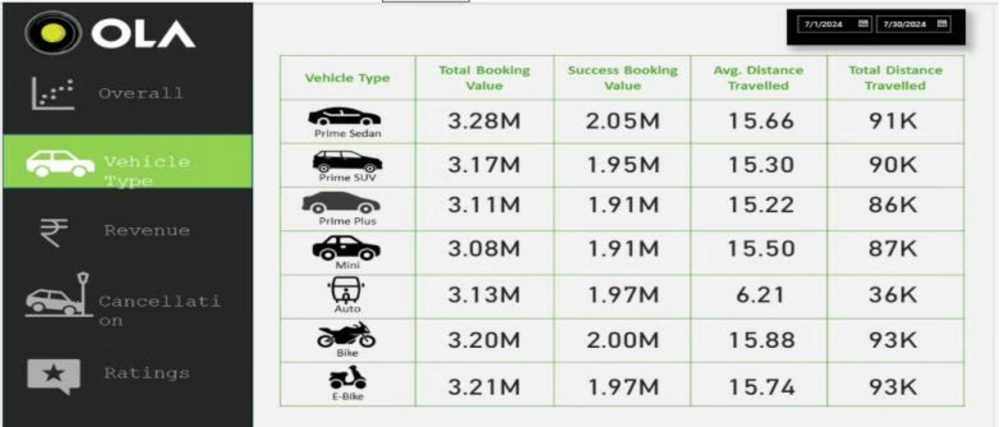 OLA
7/1/2024 7/30/2024
Overall
Vehicle
Type
Revenue
Cancellati
on
Ratings
Vehicle Type Total Booking Value Success Booking Value Avg. Distance Travelled Total Distance Travelled
Prime Sedan 3.28M 2.05M 15.66 91K
Prime SUV 3.17M 1.95M 15.30 90K
Prime Plus 3.11M 1.91M 15.22 86K
Mini 3.08M 1.91M 15.50 87K
Auto 3.13M 1.97M 6.21 36K
Bike 3.20M 2.00M 15.88 93K
E-Bike 3.21M 1.97M 15.74 93K